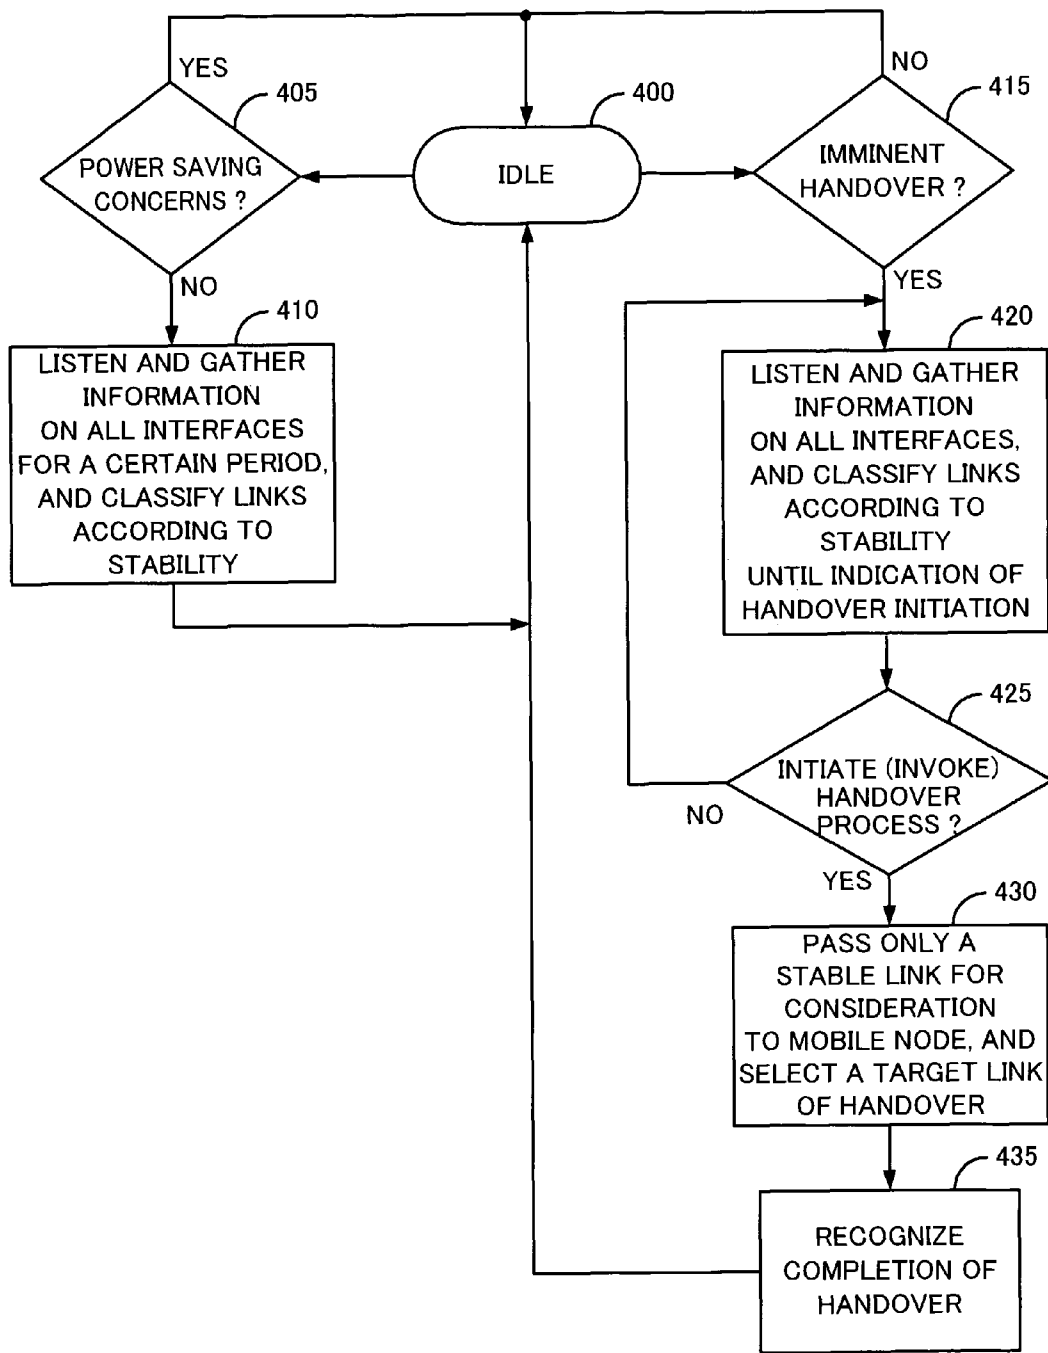 YES
NO
405
400
415
POWER SAVING
CONCERNS ?
IDLE
IMMINENT
HANDOVER ?
NO
YES
410
LISTEN AND GATHER
INFORMATION
ON ALL INTERFACES
FOR A CERTAIN PERIOD,
AND CLASSIFY LINKS
ACCORDING TO
STABILITY
420
LISTEN AND GATHER
INFORMATION
ON ALL INTERFACES,
AND CLASSIFY LINKS
ACCORDING TO
STABILITY
UNTIL INDICATION OF
HANDOVER INITIATION
425
INTIATE (INVOKE)
HANDOVER
PROCESS ?
NO
YES
430
PASS ONLY A
STABLE LINK FOR
CONSIDERATION
TO MOBILE NODE, AND
SELECT A TARGET LINK
OF HANDOVER
435
RECOGNIZE
COMPLETION OF
HANDOVER